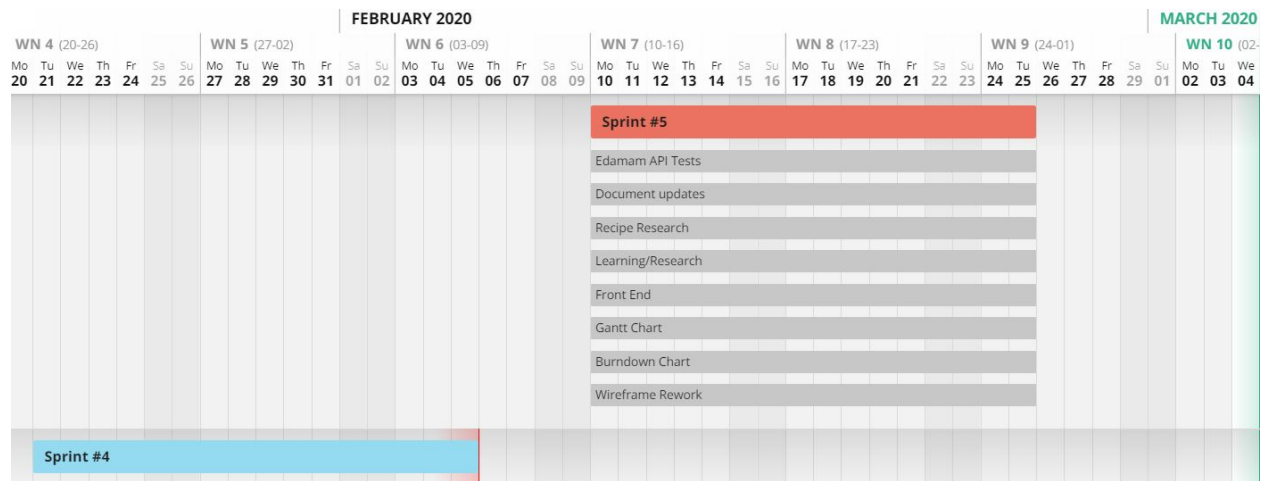 FEBRUARY 2020 MARCH 2020
WN 4 (20-26) WN 5 (27-02) WN 6 (03-09) WN 7 (10-16) WN 8 (17-23) WN 9 (24-01) WN 10 (02-
Mo Tu We Th Fr Sa Su Mo Tu We Th Fr Sa Su Mo Tu We Th Fr Sa Su Mo Tu We Th Fr Sa Su Mo Tu We Th Fr Sa Su Mo Tu We Th Fr Sa Su Mo Tu We
20 21 22 23 24 25 26 27 28 29 30 31 01 02 03 04 05 06 07 08 09 10 11 12 13 14 15 16 17 18 19 20 21 22 23 24 25 26 27 28 29 01 02 03 04
Sprint #5
Edamam API Tests
Document updates
Recipe Research
Learning/Research
Front End
Gantt Chart
Burndown Chart
Wireframe Rework
Sprint #4